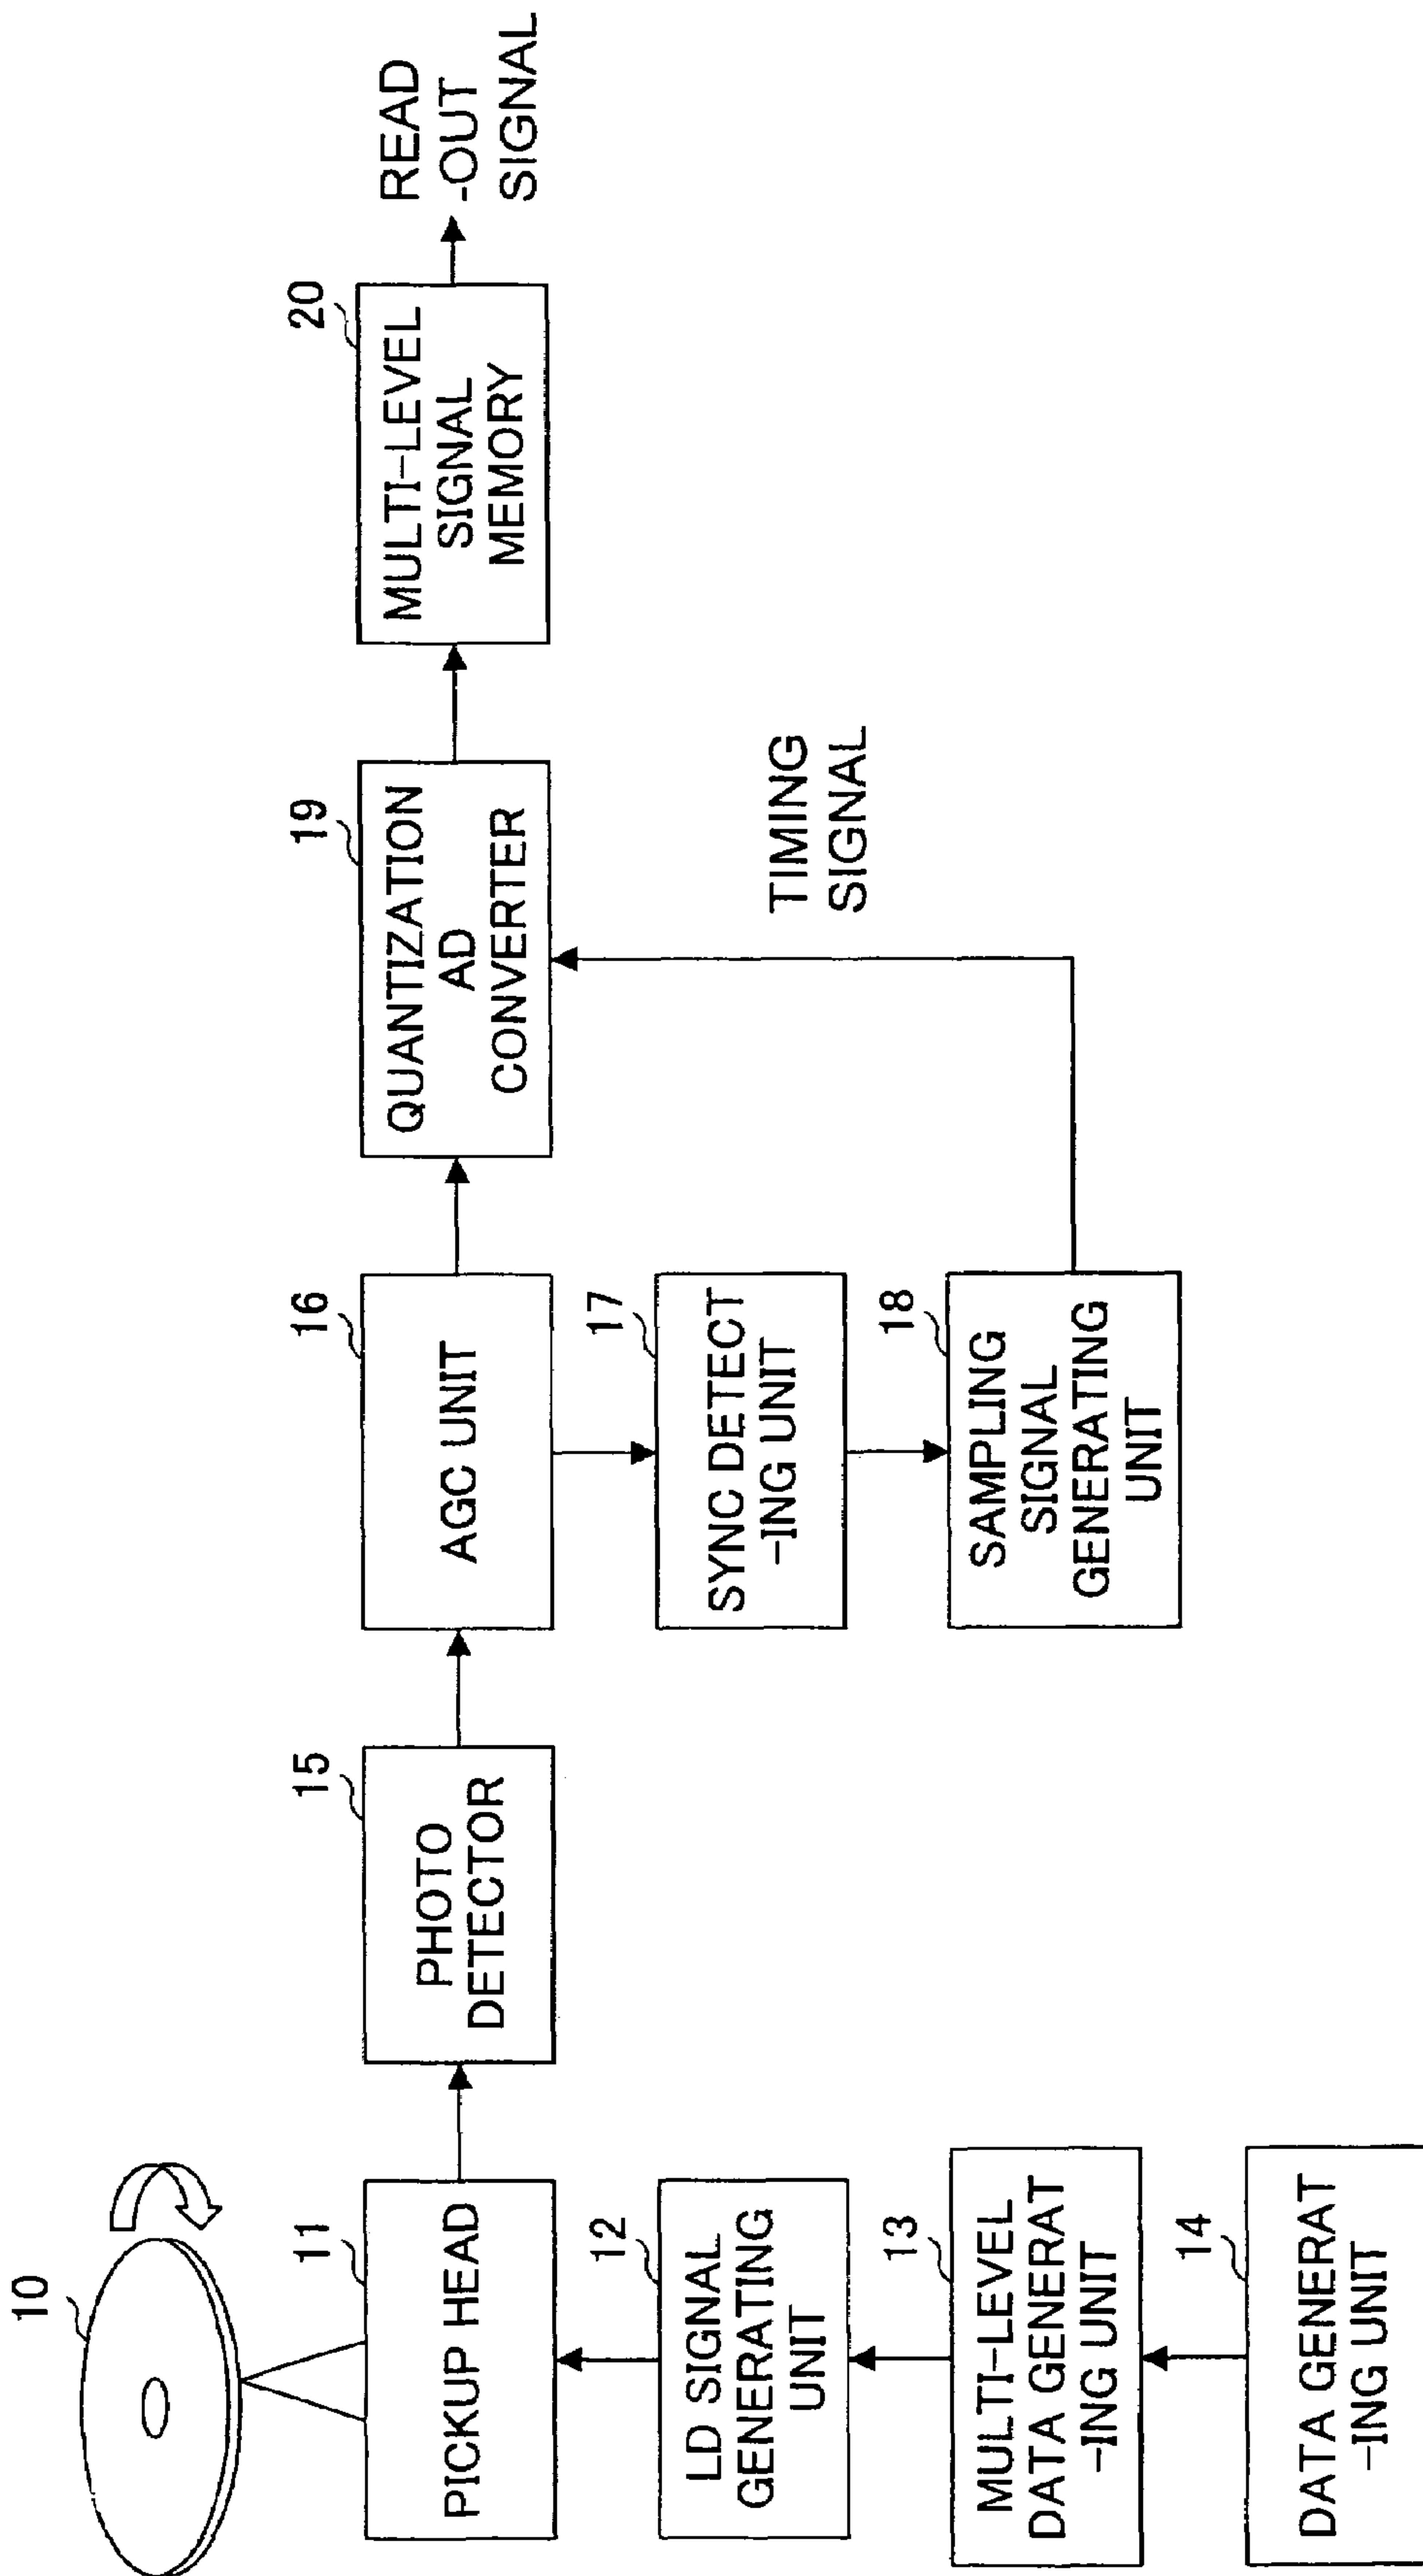 10
11
PICKUP HEAD
12
LD SIGNAL
GENERATING
UNIT
13
MULTI-LEVEL
DATA GENERAT
-ING UNIT
14
DATA GENERAT
-ING UNIT
15
PHOTO
DETECTOR
16
AGC UNIT
17
SYNC DETECT
-ING UNIT
18
SAMPLING
SIGNAL
GENERATING
UNIT
19
QUANTIZATION
AD
CONVERTER
TIMING
SIGNAL
20
MULTI-LEVEL
SIGNAL
MEMORY
READ
-OUT
SIGNAL